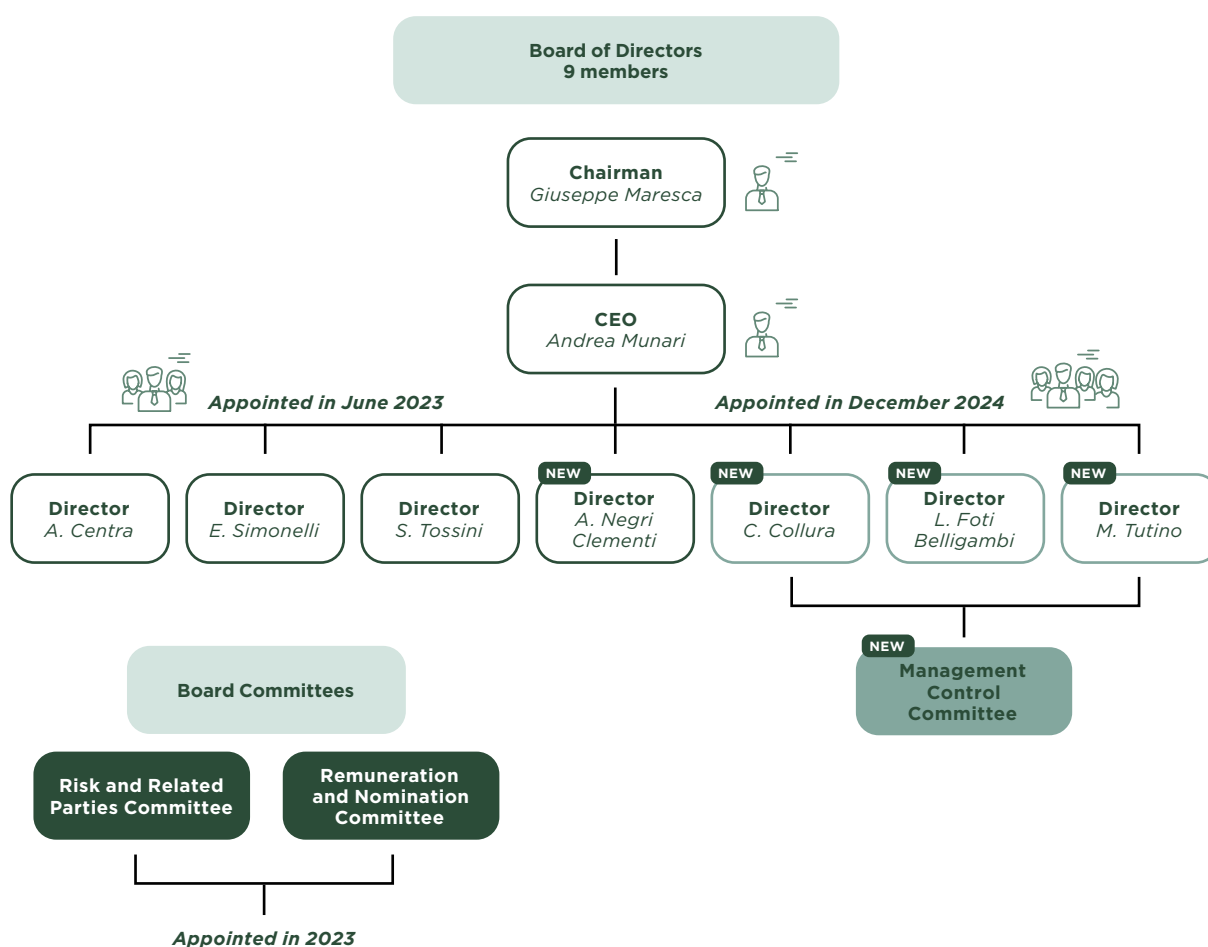 Board of Directors
9 members
Chairman
Giuseppe Maresca
CEO
Andrea Munari
Appointed in June 2023
Appointed in December 2024
Director
A. Centra
Director
E. Simonelli
Director
S. Tossini
NEW
Director
A. Negri
Clementi
NEW
Director
C. Collura
NEW
Director
L. Foti
Belligambi
NEW
Director
M. Tutino
NEW
Management
Control
Committee
Board Committees
Risk and Related
Parties Committee
Remuneration
and Nomination
Committee
Appointed in 2023